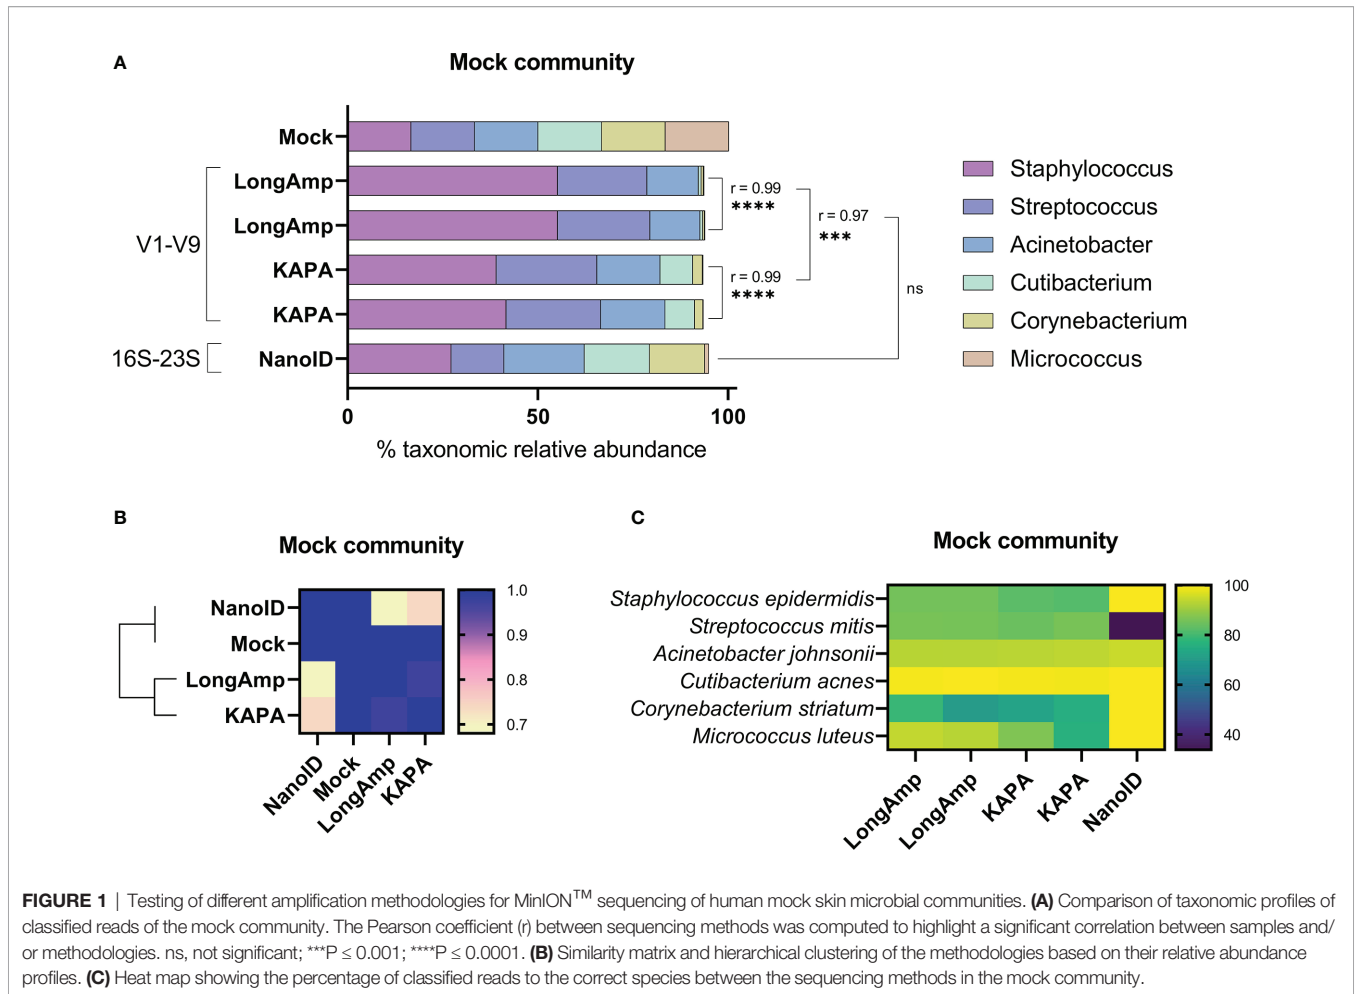 A
Mock community
Mock
LongAmp
LongAmp
KAPA
KAPA
NanoID
V1-V9
16S-23S
r = 0.99
****
r = 0.99
****
r = 0.97
***
ns
0
50
100
% taxonomic relative abundance
Staphylococcus
Streptococcus
Acinetobacter
Cutibacterium
Corynebacterium
Micrococcus
B
Mock community
NanoID
Mock
LongAmp
KAPA
NanoID
Mock
LongAmp
KAPA
1.0
0.9
0.8
0.7
C
Mock community
Staphylococcus epidermidis
Streptococcus mitis
Acinetobacter johnsonii
Cutibacterium acnes
Corynebacterium striatum
Micrococcus luteus
LongAmp
LongAmp
KAPA
KAPA
NanoID
100
80
60
40
FIGURE 1 | Testing of different amplification methodologies for MinION™ sequencing of human mock skin microbial communities. (A) Comparison of taxonomic profiles of
classified reads of the mock community. The Pearson coefficient (r) between sequencing methods was computed to highlight a significant correlation between samples and/
or methodologies. ns, not significant; ***P ≤ 0.001; ****P ≤ 0.0001. (B) Similarity matrix and hierarchical clustering of the methodologies based on their relative abundance
profiles. (C) Heat map showing the percentage of classified reads to the correct species between the sequencing methods in the mock community.